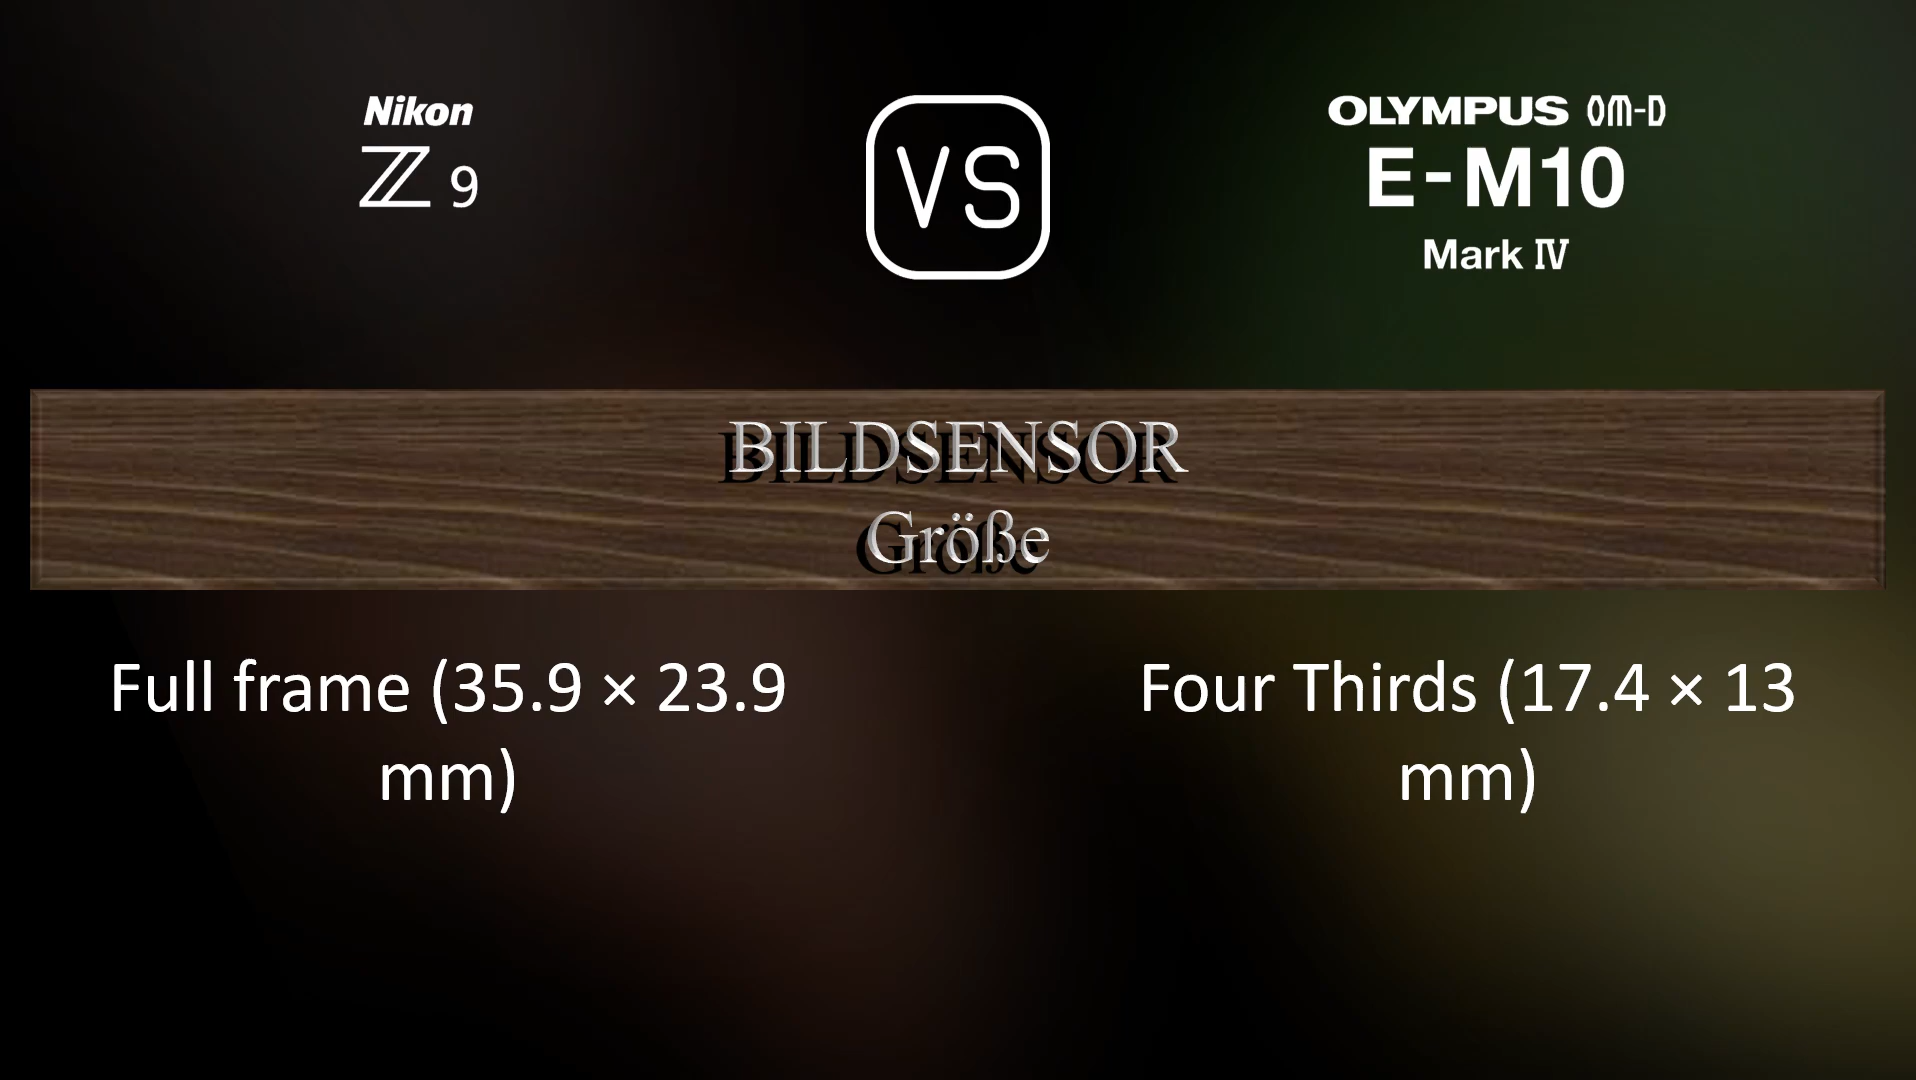 Nikon
Z 9
VS
OLYMPUS OM-D
E-M10
Mark IV
BILDSENSOR
Größe
Full frame (35.9 × 23.9
mm)
Four Thirds (17.4 × 13
mm)